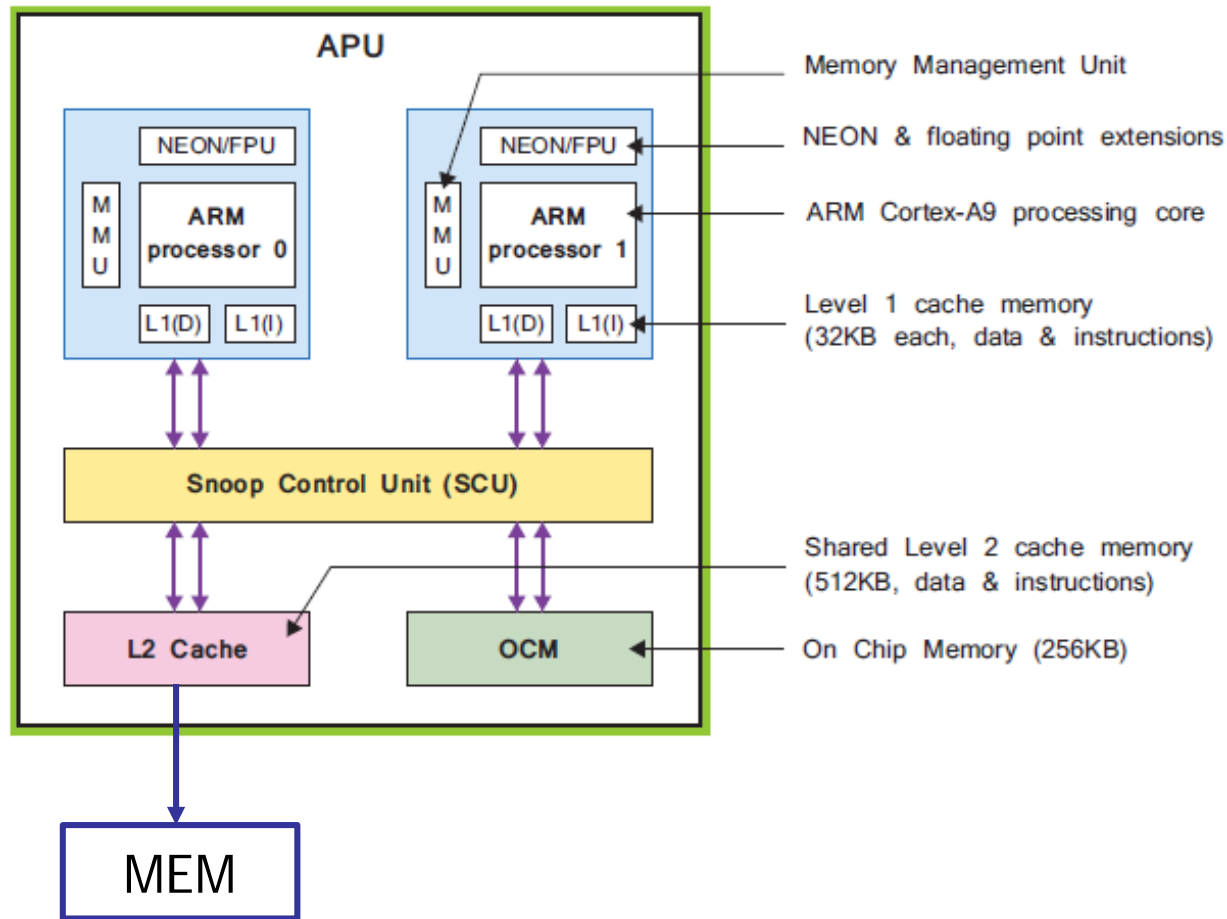 APU
NEON/FPU
M
M
U
ARM
processor 0
L1(D)
L1(I)
NEON/FPU
M
M
U
ARM
processor 1
L1(D)
L1(I)
Snoop Control Unit (SCU)
L2 Cache
OCM
MEM
Memory Management Unit
NEON & floating point extensions
ARM Cortex-A9 processing core
Level 1 cache memory
(32KB each, data & instructions)
Shared Level 2 cache memory
(512KB, data & instructions)
On Chip Memory (256KB)